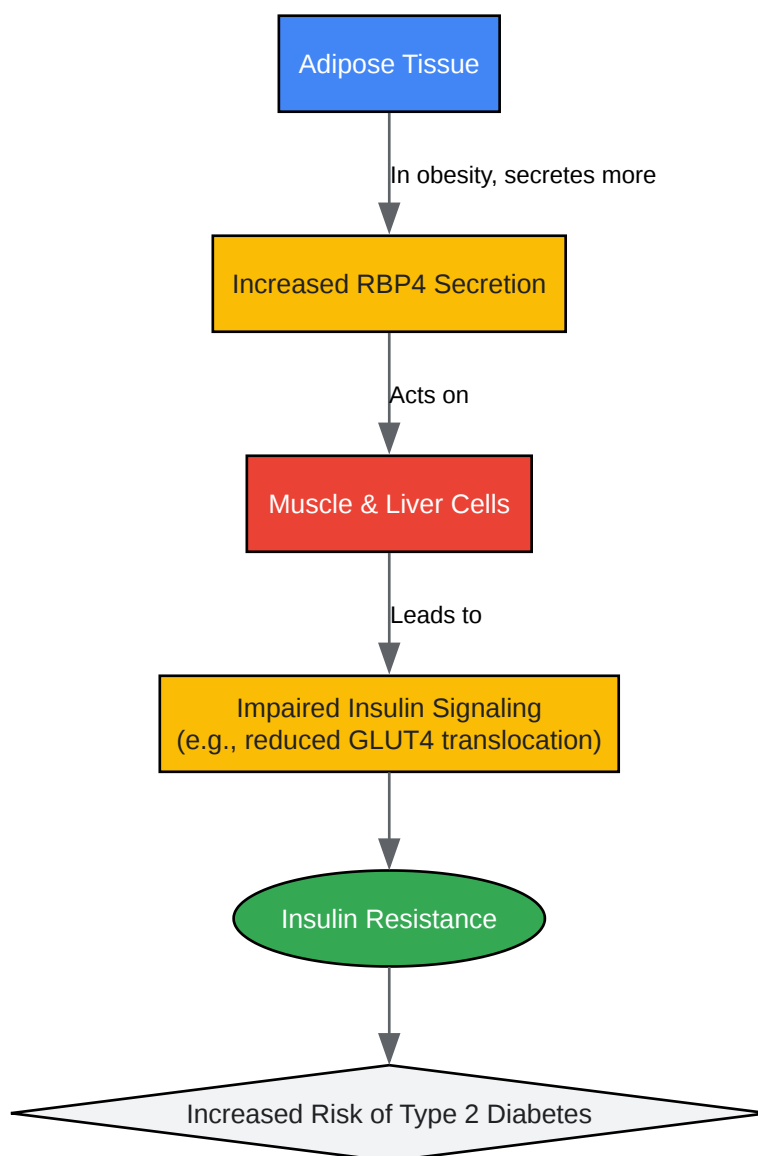 Adipose Tissue
In obesity, secretes more
Increased RBP4 Secretion
Acts on
Muscle & Liver Cells
Leads to
Impaired Insulin Signaling
(e.g., reduced GLUT4 translocation)
Insulin Resistance
Increased Risk of Type 2 Diabetes